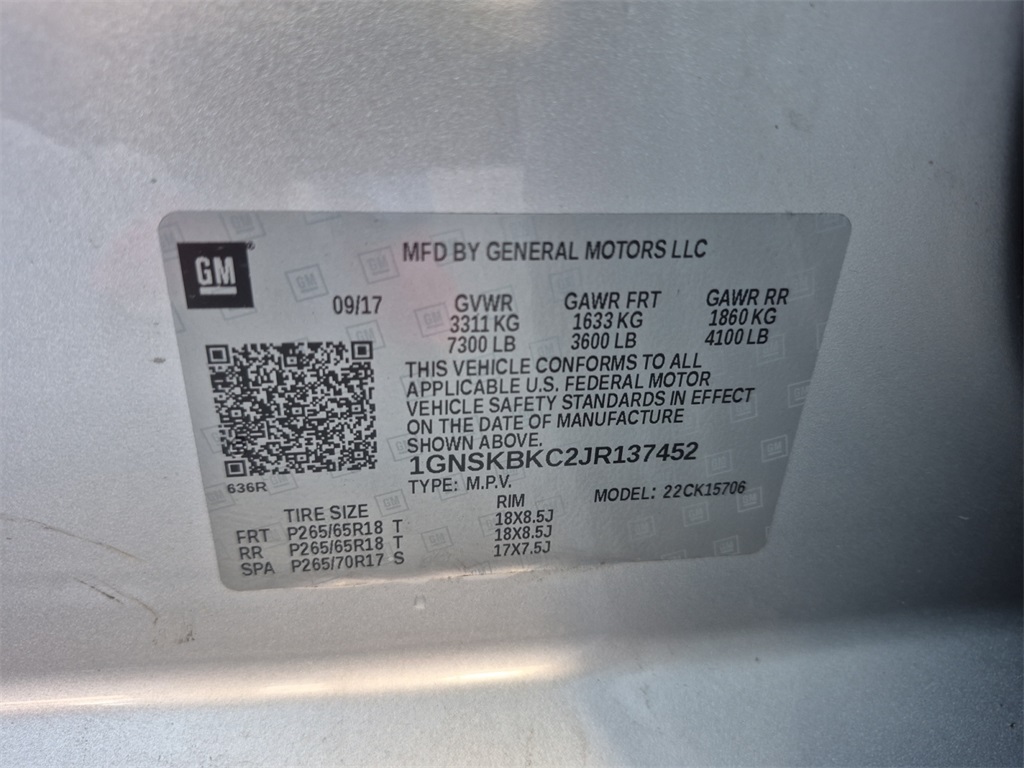 GM
MFD BY GENERAL MOTORS LLC
09/17 GVWR GAWR FRT GAWR RR
3311 KG 1633 KG 1860 KG
7300 LB 3600 LB 4100 LB
THIS VEHICLE CONFORMS TO ALL
APPLICABLE U.S. FEDERAL MOTOR
VEHICLE SAFETY STANDARDS IN EFFECT
ON THE DATE OF MANUFACTURE
SHOWN ABOVE.
1GNSKBKC2JR137452
636R
TYPE: M.P.V. MODEL: 22CK15706
TIRE SIZE RIM
FRT P265/65R18 T 18X8.5J
RR P265/65R18 T 18X8.5J
SPA P265/70R17 S 17X7.5J